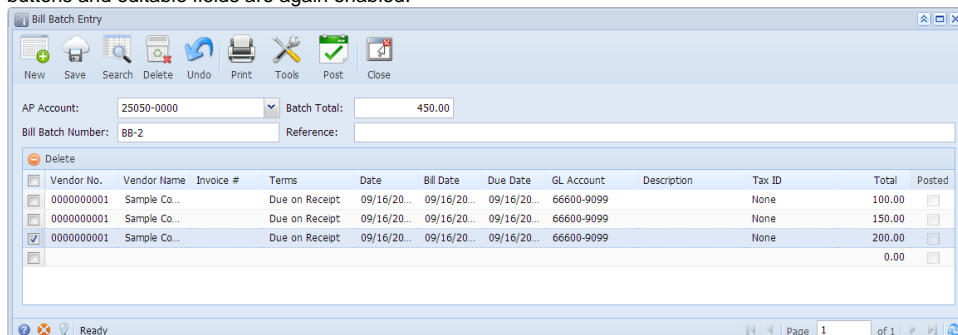 buttons and editable fields are again enabled.
Bill Batch Entry
New Save Search Delete Undo Print Tools Post Close
AP Account: 25050-0000 Batch Total: 450.00
Bill Batch Number: BB-2 Reference:
Delete
Vendor No. Vendor Name Invoice # Terms Date Bill Date Due Date GL Account Description Tax ID Total Posted
0000000001 Sample Co... Due on Receipt 09/16/20... 09/16/20... 09/16/20... 66600-9099 None 100.00
0000000001 Sample Co... Due on Receipt 09/16/20... 09/16/20... 09/16/20... 66600-9099 None 150.00
0000000001 Sample Co... Due on Receipt 09/16/20... 09/16/20... 09/16/20... 66600-9099 None 200.00
0.00
Ready Page 1 of 1